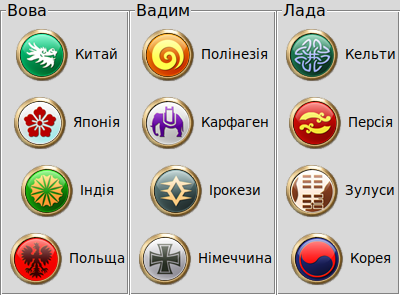 Вова
Китай
Японія
Індія
Польща
Вадим
Полінезія
Карфаген
Ірокези
Німеччина
Лада
Кельти
Персія
Зулуси
Корея